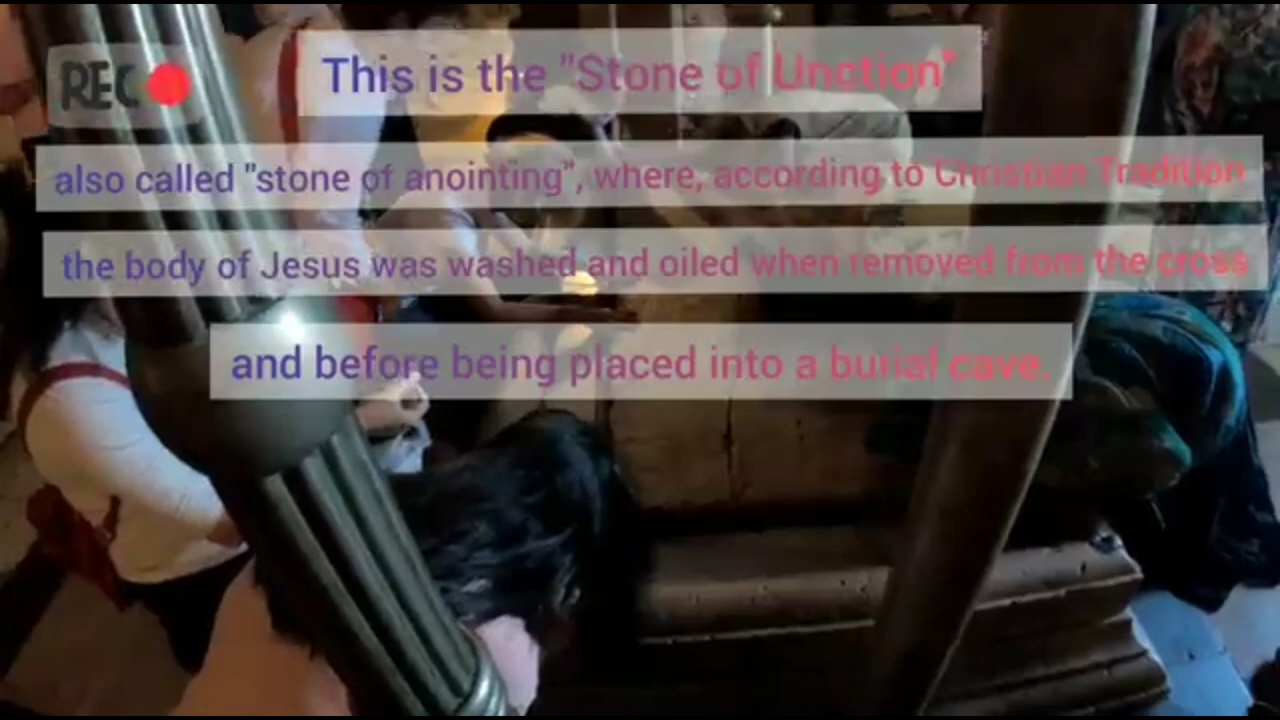 REC
This is the "Stone of Unction"
also called "stone of anointing", where, according to Christian Tradition
the body of Jesus was washed and oiled when removed from the cross
and before being placed into a burial cave.